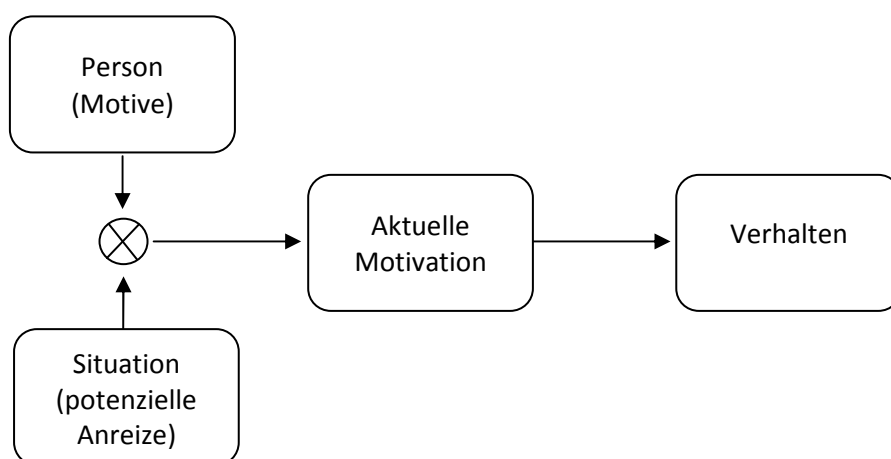 Person
(Motive)
Aktuelle
Motivation
Verhalten
Situation
(potenzielle
Anreize)